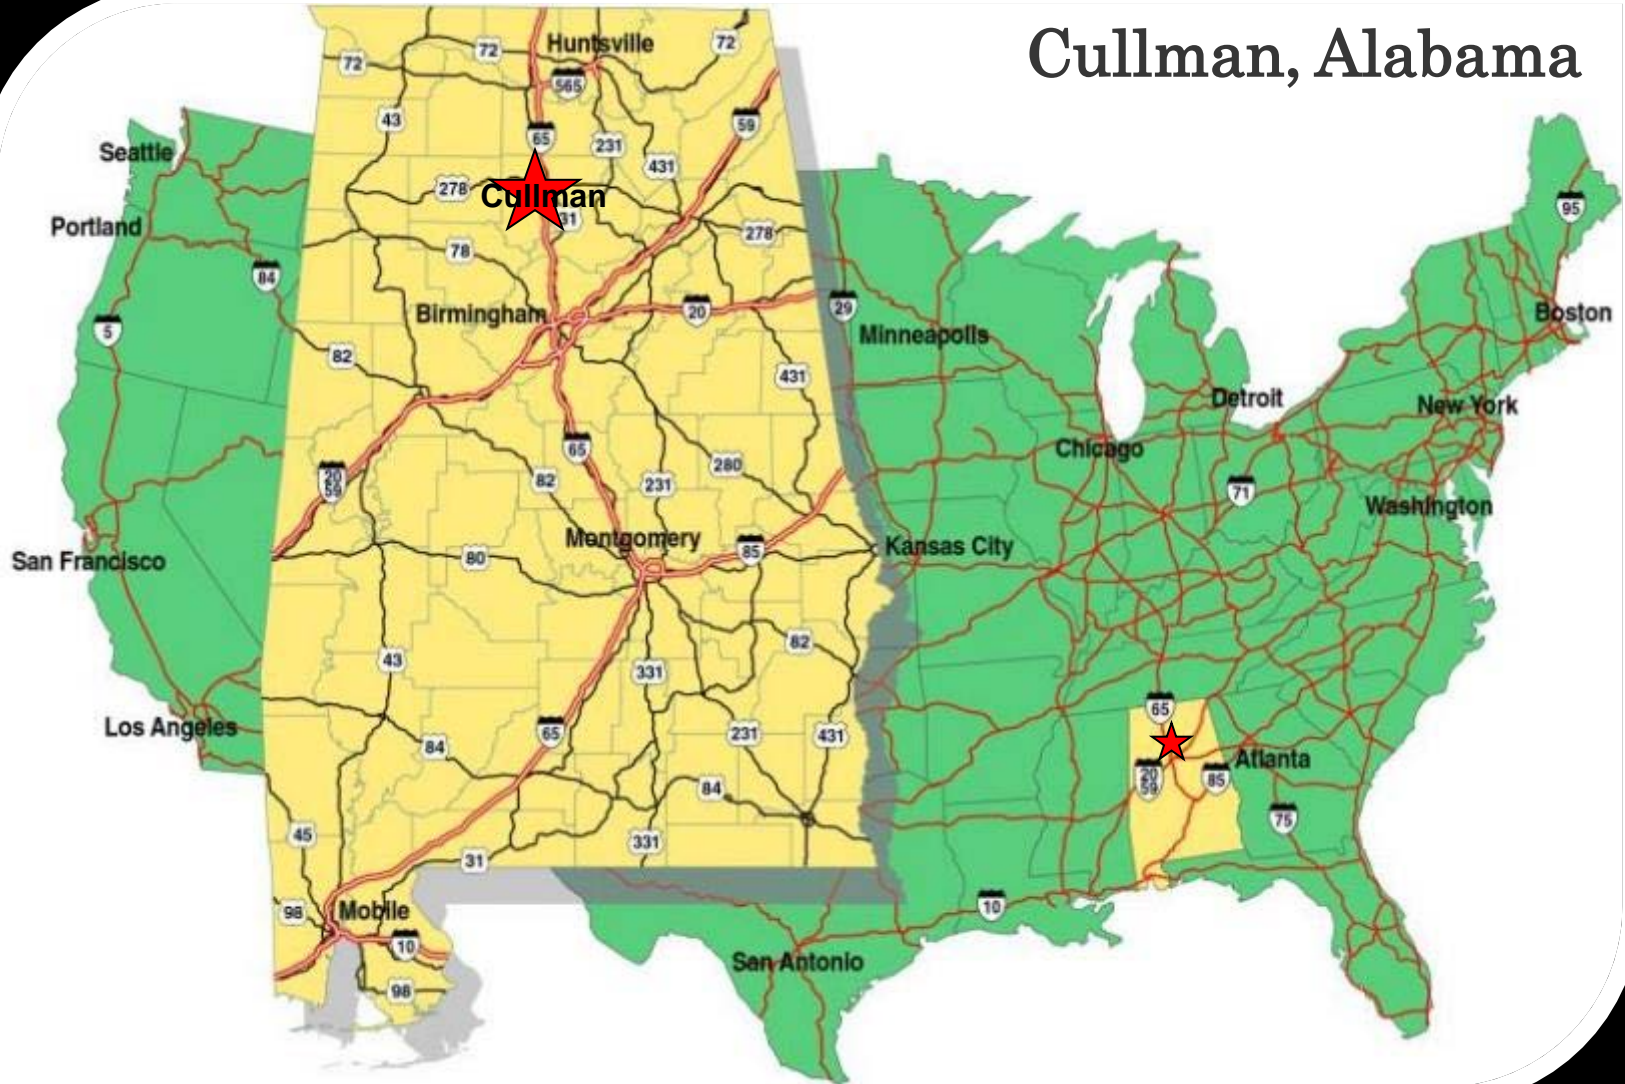 Cullman, Alabama
Huntsville
72
72
72
565
43
59
65
231
431
Seattle
278
Cullman
31
95
Portland
278
78
84
Birmingham
20
29
5
Boston
Minneapolis
82
431
Detroit
New York
65
Chicago
280
82
231
20
59
71
Washington
Montgomery
85
Kansas City
80
San Francisco
82
43
331
65
Los Angeles
65
231
431
84
Atlanta
20
59
85
84
75
45
331
31
98
Mobile
10
10
San Antonio
98